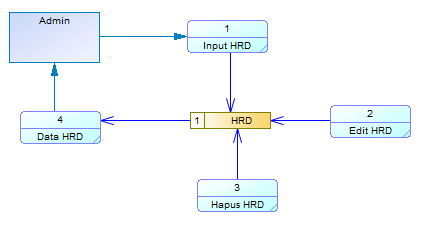 Admin
1
Input HRD
4
Data HRD
1 HRD
2
Edit HRD
3
Hapus HRD